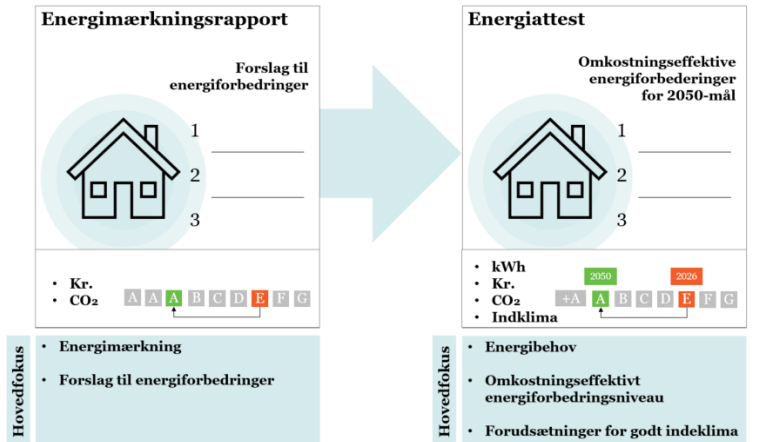 Energimærkningsrapport
Forslag til
energiforbedringer
1
2
3
• Kr.
• CO₂
A A A B C D E F G
Hovedfokus
• Energimærkning
• Forslag til energiforbedringer
Energiattest
Omkostningseffektive
energiforbederinger
for 2050-mål
1
2
3
• kWh
• Kr.
• CO₂
• Indklima
2050 2026
+A A B C D E F G
Hovedfokus
• Energibehov
• Omkostningseffektivt
energiforbedringsniveau
• Forudsætninger for godt indeklima